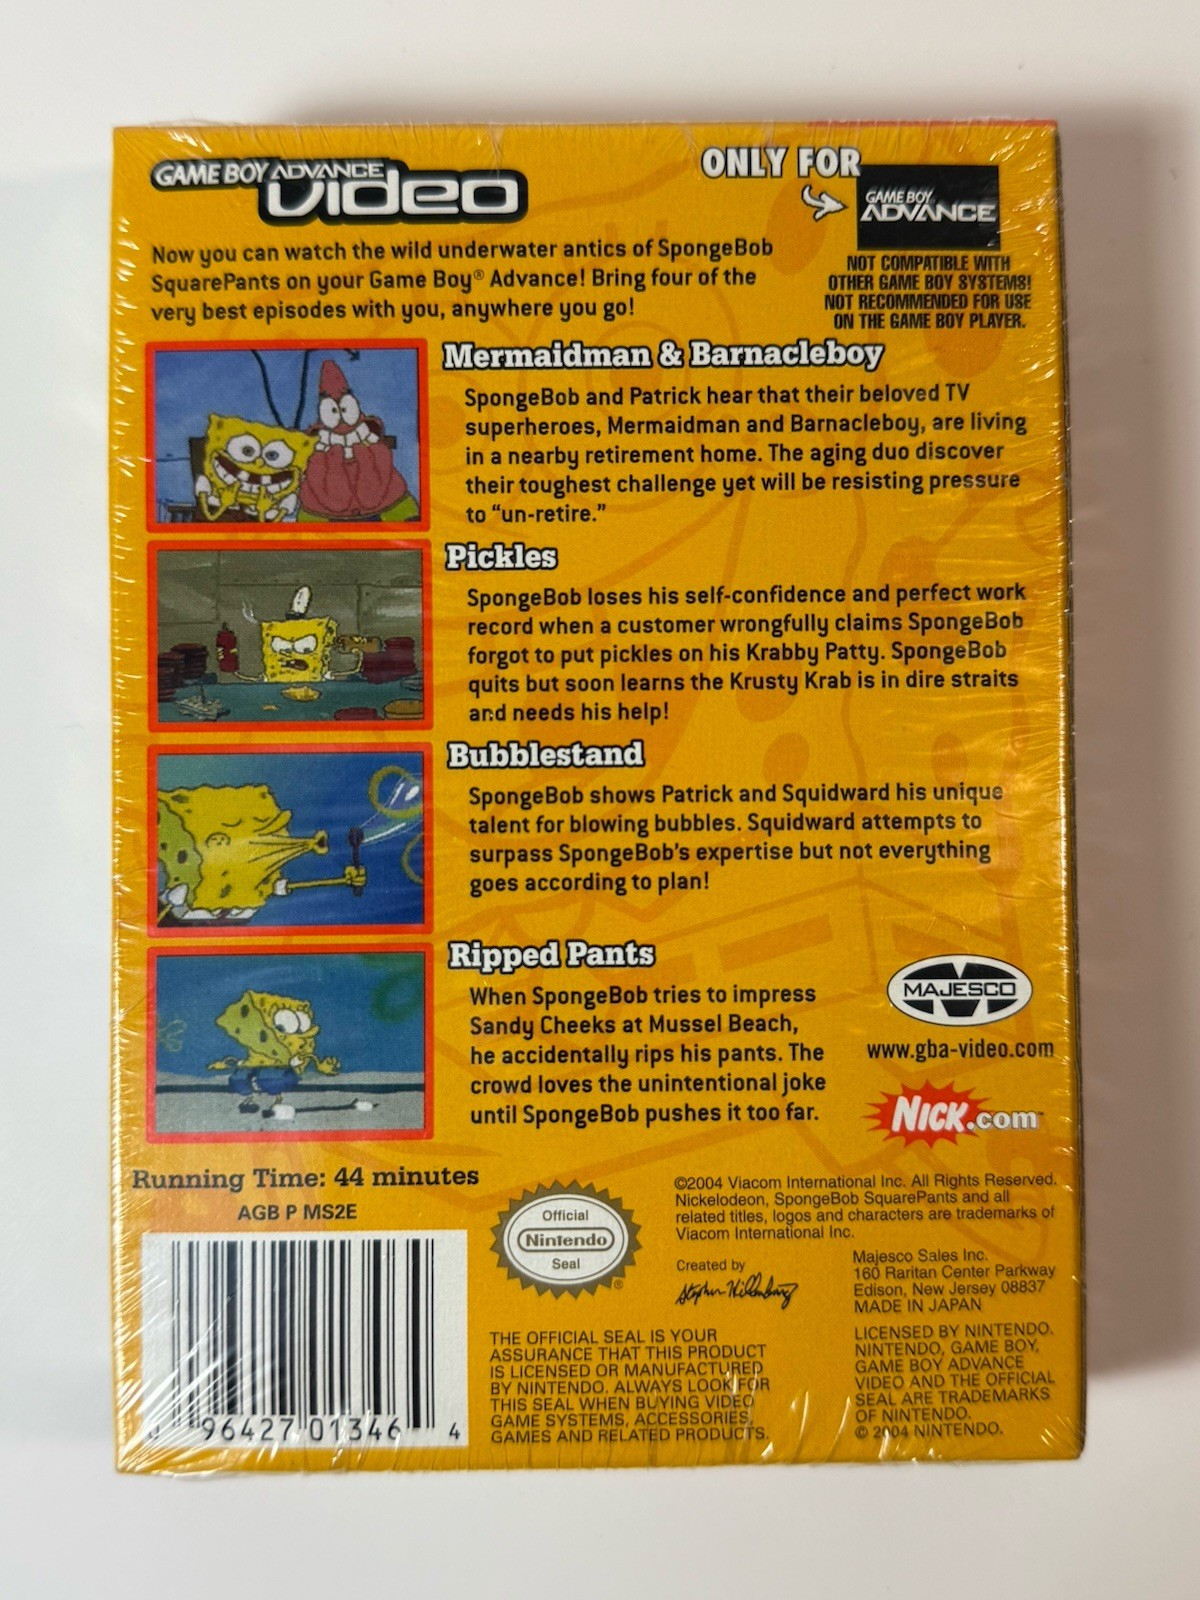 GAME BOY ADVANCE
video
ONLY FOR
GAME BOY
ADVANCE
NOT COMPATIBLE WITH
OTHER GAME BOY SYSTEMS!
NOT RECOMMENDED FOR USE
ON THE GAME BOY PLAYER.
Now you can watch the wild underwater antics of SpongeBob
SquarePants on your Game Boy® Advance! Bring four of the
very best episodes with you, anywhere you go!
Mermaidman & Barnacleboy
SpongeBob and Patrick hear that their beloved TV
superheroes, Mermaidman and Barnacleboy, are living
in a nearby retirement home. The aging duo discover
their toughest challenge yet will be resisting pressure
to “un-retire.”
Pickles
SpongeBob loses his self-confidence and perfect work
record when a customer wrongfully claims SpongeBob
forgot to put pickles on his Krabby Patty. SpongeBob
quits but soon learns the Krusty Krab is in dire straits
and needs his help!
Bubblestand
SpongeBob shows Patrick and Squidward his unique
talent for blowing bubbles. Squidward attempts to
surpass SpongeBob's expertise but not everything
goes according to plan!
Ripped Pants
When SpongeBob tries to impress
Sandy Cheeks at Mussel Beach,
he accidentally rips his pants. The
crowd loves the unintentional joke
until SpongeBob pushes it too far.
MAJESCO
www.gba-video.com
NICK.com
Running Time: 44 minutes
AGB P MS2E
0 96427 01346 4
Official
Nintendo
Seal
®
©2004 Viacom International Inc. All Rights Reserved.
Nickelodeon, SpongeBob SquarePants and all
related titles, logos and characters are trademarks of
Viacom International Inc.
Created by
Stephen Hillenburg
Majesco Sales Inc.
160 Raritan Center Parkway
Edison, New Jersey 08837
MADE IN JAPAN
THE OFFICIAL SEAL IS YOUR
ASSURANCE THAT THIS PRODUCT
IS LICENSED OR MANUFACTURED
BY NINTENDO. ALWAYS LOOK FOR
THIS SEAL WHEN BUYING VIDEO
GAME SYSTEMS, ACCESSORIES,
GAMES AND RELATED PRODUCTS.
LICENSED BY NINTENDO.
NINTENDO, GAME BOY,
GAME BOY ADVANCE
VIDEO AND THE OFFICIAL
SEAL ARE TRADEMARKS
OF NINTENDO.
© 2004 NINTENDO.